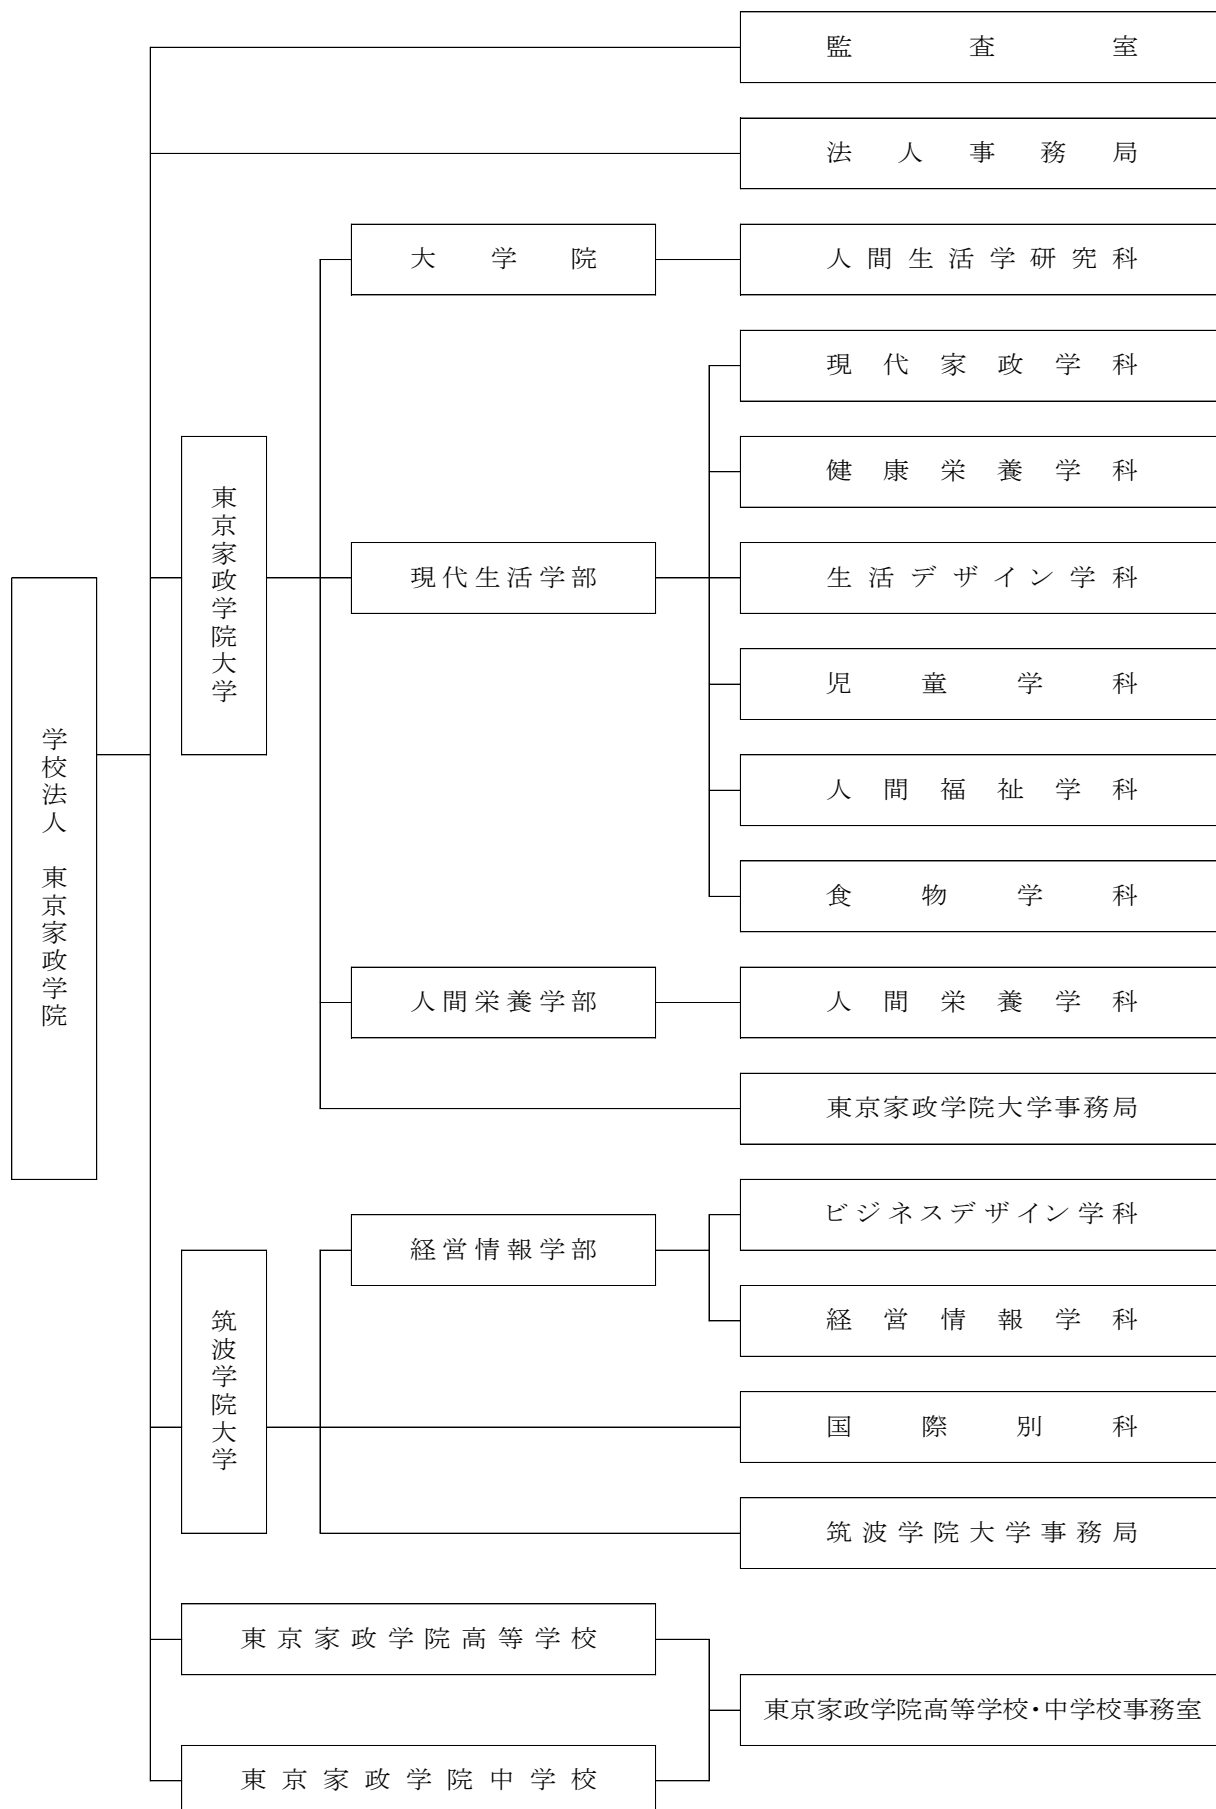 監査室
法人事務局
大学院
人間生活学研究科
現代家政学科
健康栄養学科
東京家政学院大学
現代生活学部
生活デザイン学科
児童学科
学校法人 東京家政学院
人間福祉学科
食物学科
人間栄養学部
人間栄養学科
東京家政学院大学事務局
ビジネスデザイン学科
経営情報学部
経営情報学科
筑波学院大学
国際別科
筑波学院大学事務局
東京家政学院高等学校
東京家政学院高等学校・中学校事務室
東京家政学院中学校